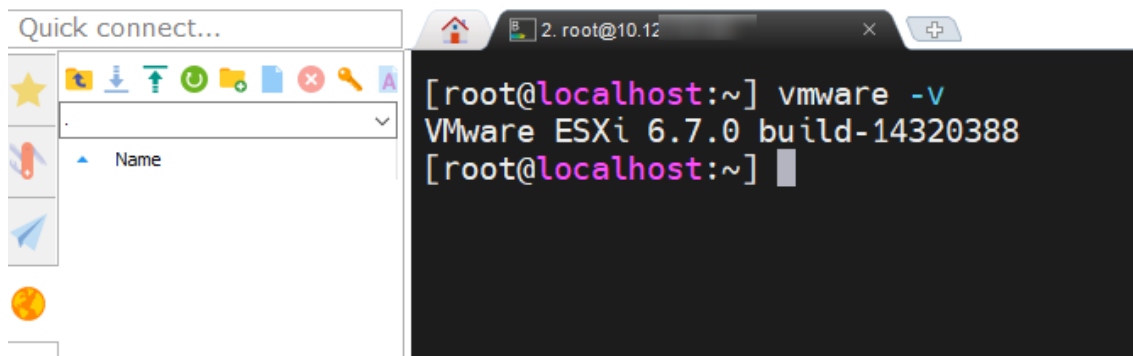 Quick connect...
2. root@10.12
.
Name
[root@localhost:~] vmware -v
VMware ESXi 6.7.0 build-14320388
[root@localhost:~]